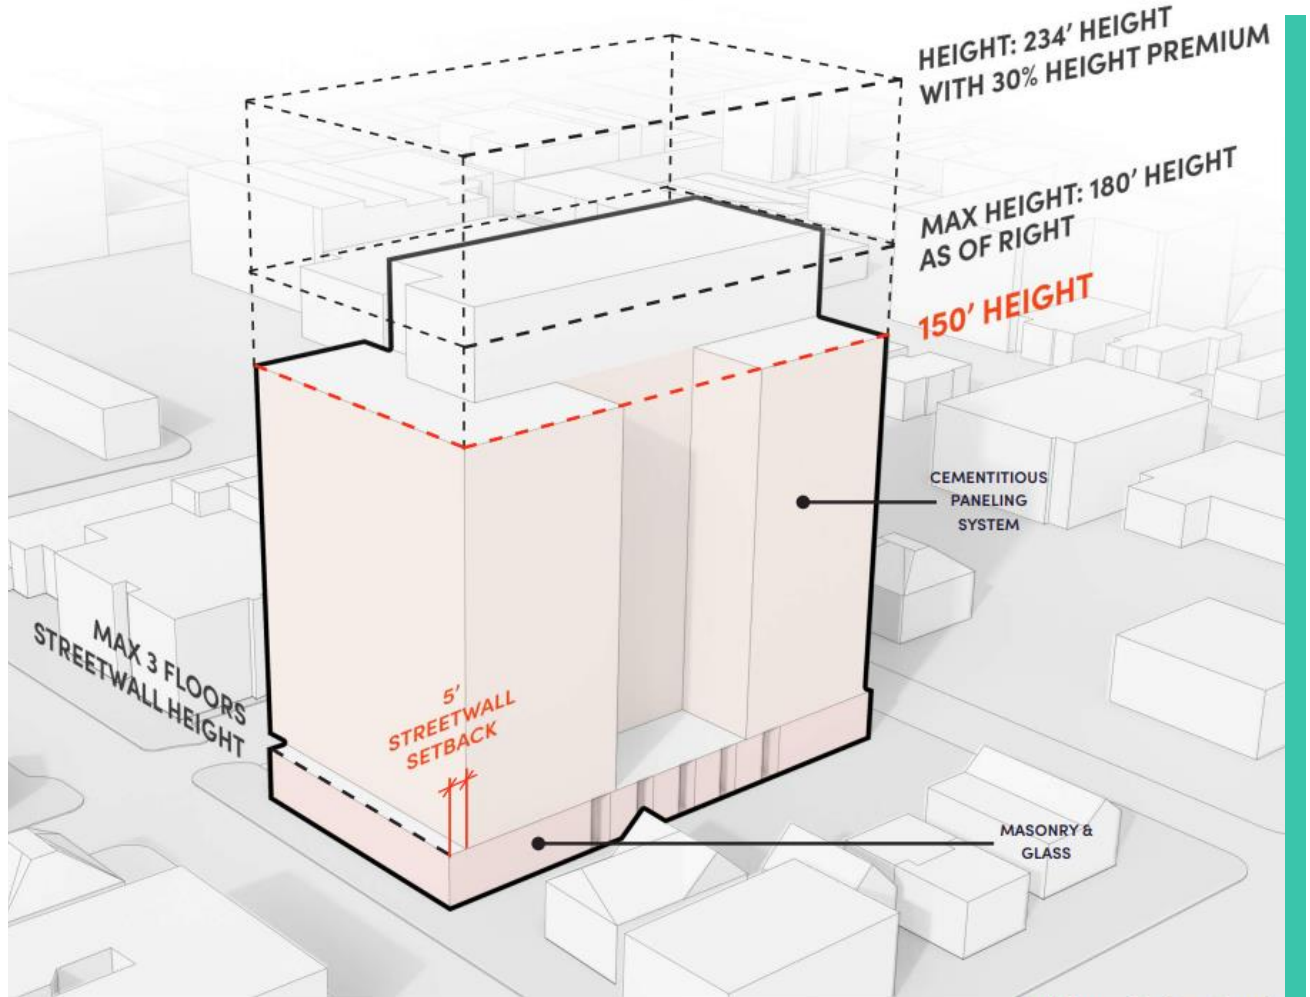 HEIGHT: 234' HEIGHT
WITH 30% HEIGHT PREMIUM
MAX HEIGHT: 180' HEIGHT
AS OF RIGHT
150' HEIGHT
CEMENTITIOUS
PANELING
SYSTEM
MAX 3 FLOORS
STREETWALL HEIGHT
5'
STREETWALL
SETBACK
MASONRY &
GLASS